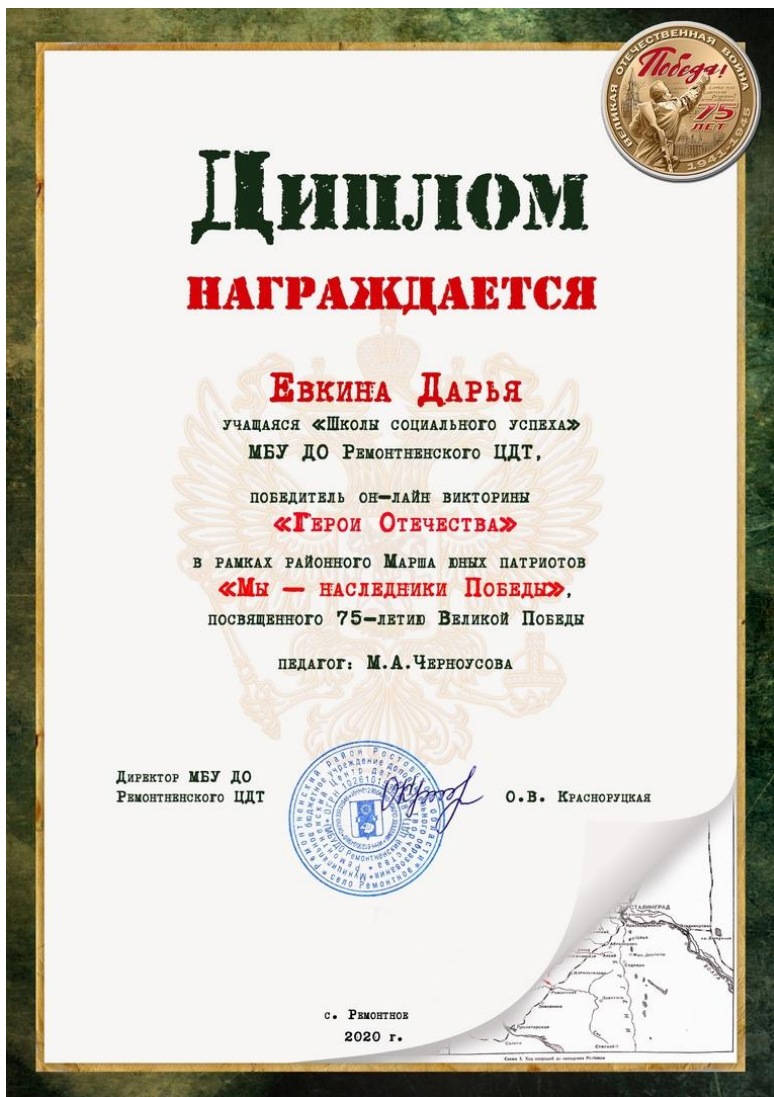 ВЕЛИКАЯ ОТЕЧЕСТВЕННАЯ ВОЙНА
Победа!
75
ЛЕТ
1941-1945
ДИПЛОМ
НАГРАЖДАЕТСЯ
ЕВКИНА ДАРЬЯ
УЧАЩАЯСЯ «ШКОЛЫ СОЦИАЛЬНОГО УСПЕХА»
МБУ ДО РЕМОНТНЕНСКОГО ЦДТ,
ПОБЕДИТЕЛЬ ОН-ЛАЙН ВИКТОРИНЫ
«ГЕРОИ ОТЕЧЕСТВА»
В РАМКАХ РАЙОННОГО МАРША ЮНЫХ ПАТРИОТОВ
«МЫ — НАСЛЕДНИКИ ПОБЕДЫ»,
ПОСВЯЩЕННОГО 75-ЛЕТИЮ ВЕЛИКОЙ ПОБЕДЫ
ПЕДАГОГ: М.А.ЧЕРНОУСОВА
ДИРЕКТОР МБУ ДО
РЕМОНТНЕНСКОГО ЦДТ
О.В. КРАСНОРУЦКАЯ
село Ремонтное
СТАЛИНГРАД
с. РЕМОНТНОЕ
2020 г.